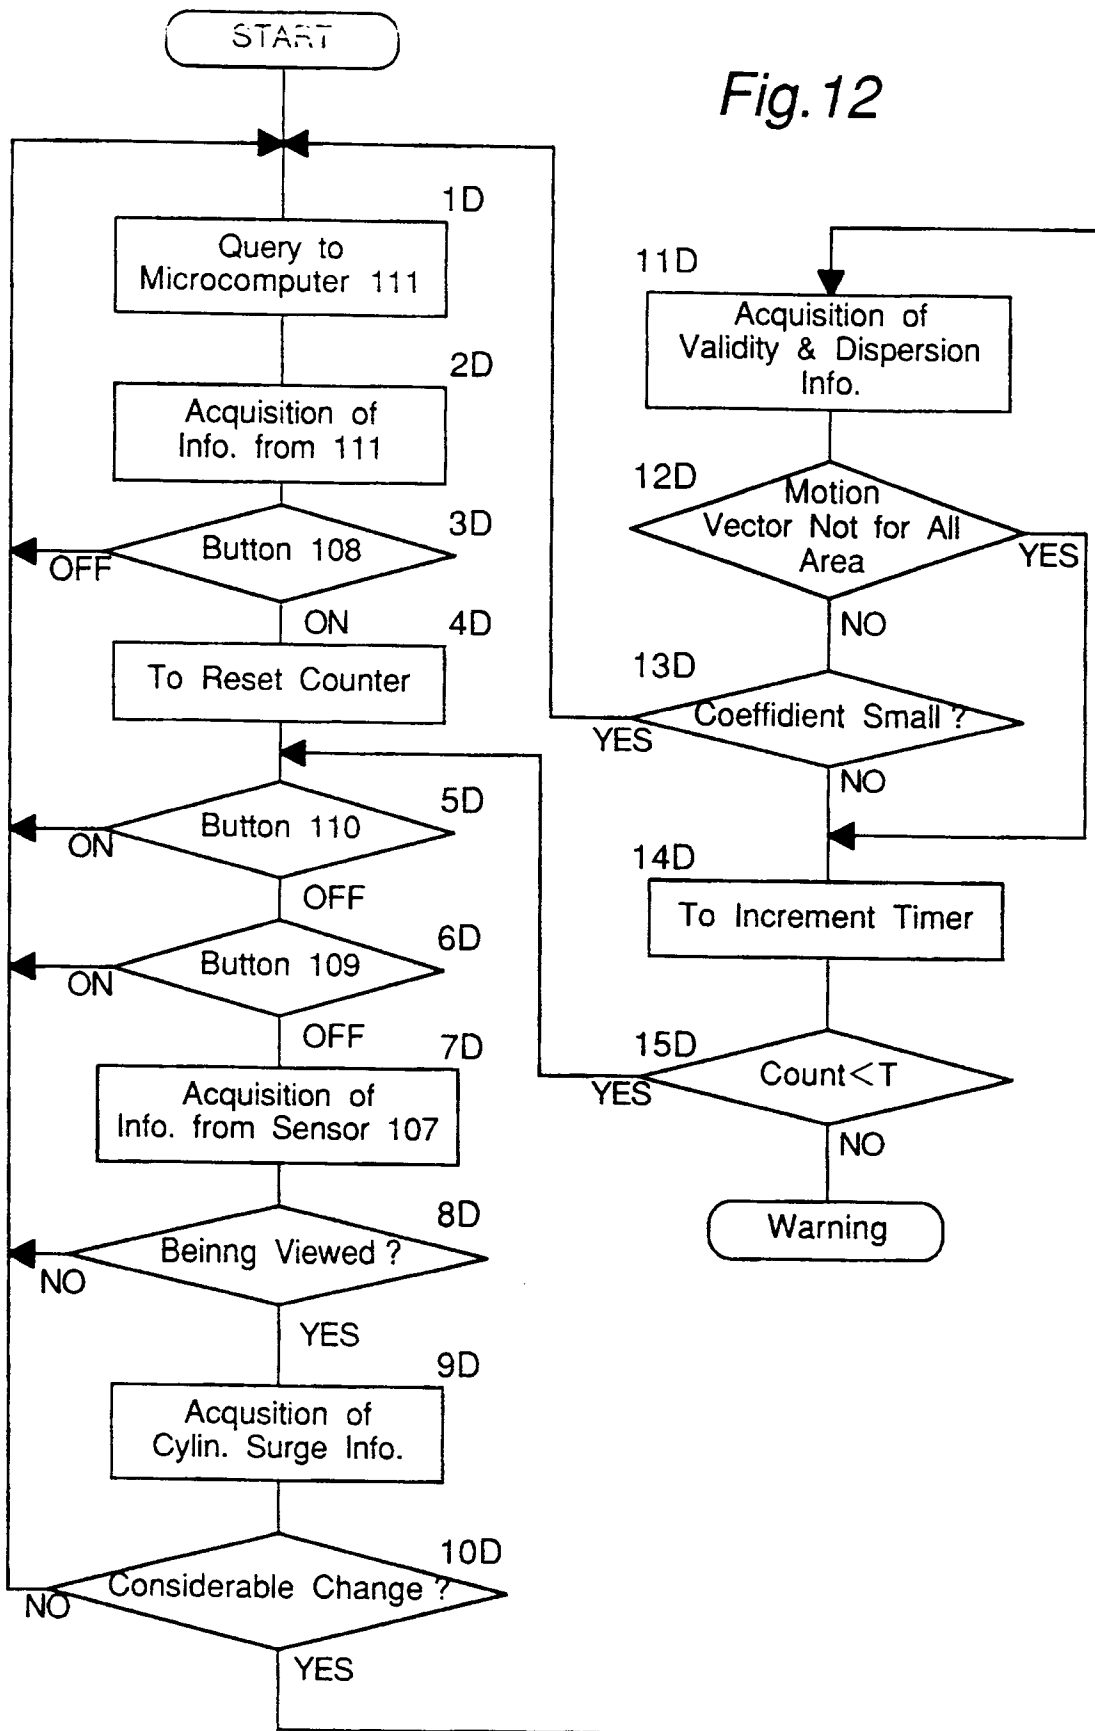 START
Fig.12
1D
Query to
Microcomputer 111
2D
Acquisition of
Info. from 111
3D
Button 108
OFF
ON
4D
To Reset Counter
5D
Button 110
ON
OFF
6D
Button 109
ON
OFF
7D
Acquisition of
Info. from Sensor 107
8D
Beinng Viewed ?
NO
YES
9D
Acqusition of
Cylin. Surge Info.
10D
Considerable Change ?
NO
YES
11D
Acquisition of
Validity & Dispersion
Info.
12D
Motion
Vector Not for All
Area
YES
NO
13D
Coeffidient Small ?
YES
NO
14D
To Increment Timer
15D
Count<T
YES
NO
Warning